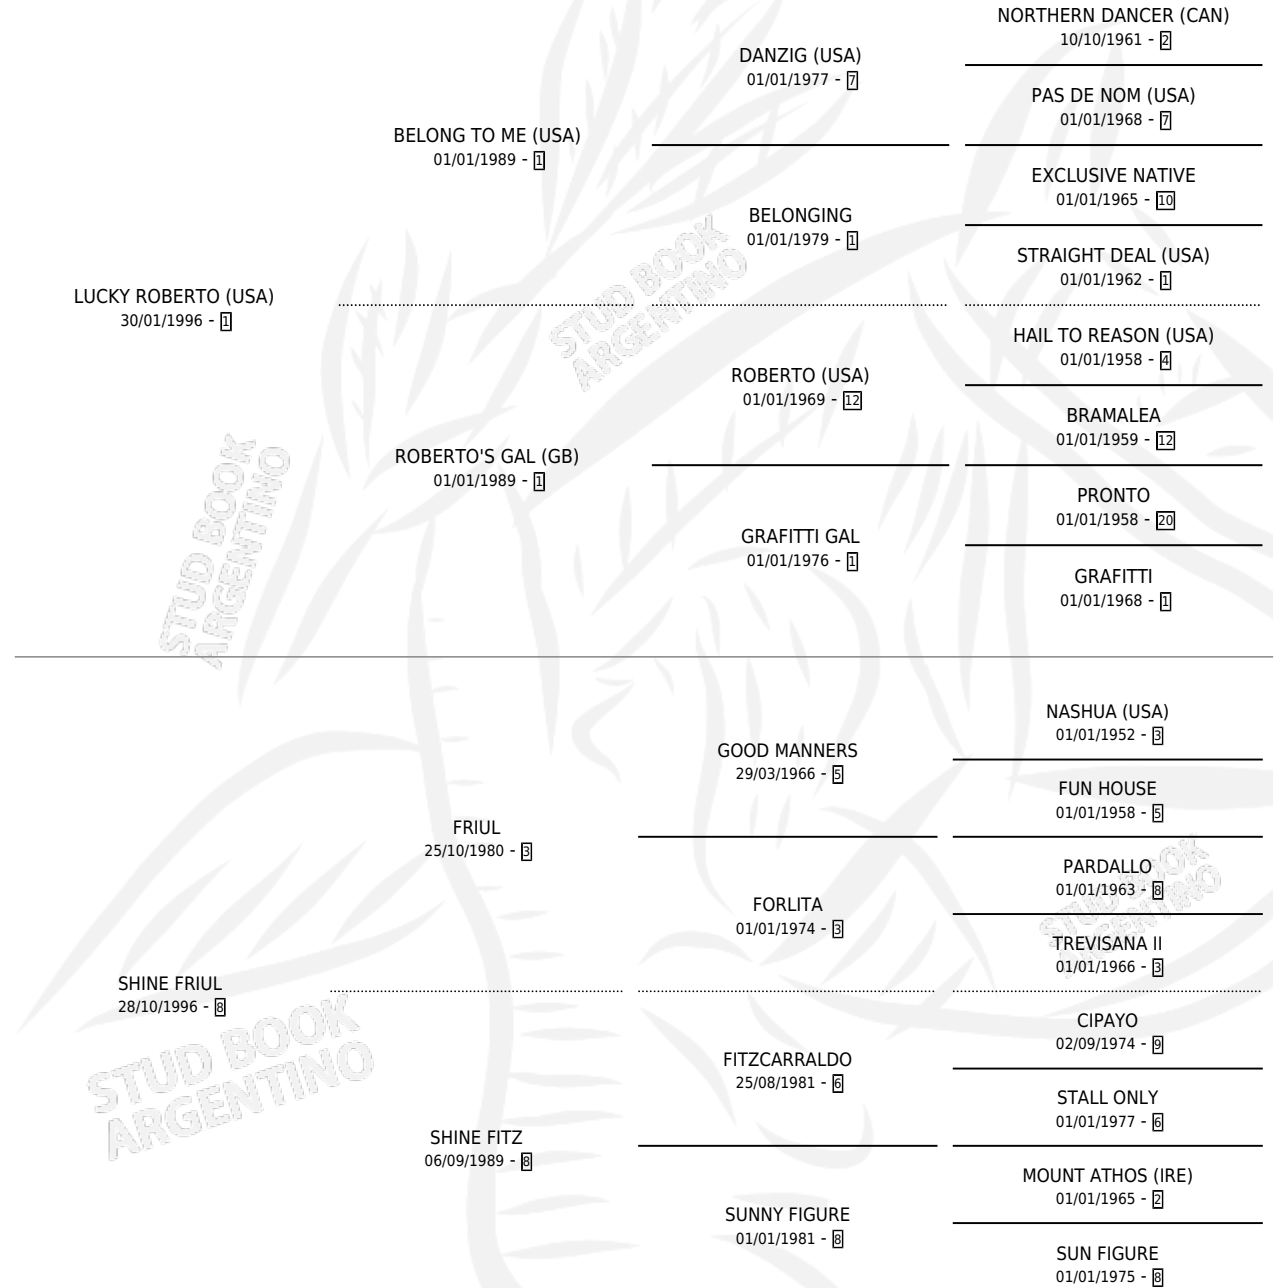 NORTHERN DANCER (CAN)
10/10/1961 - 2
DANZIG (USA)
01/01/1977 - 7
PAS DE NOM (USA)
01/01/1968 - 7
BELONG TO ME (USA)
01/01/1989 - 1
EXCLUSIVE NATIVE
01/01/1965 - 10
BELONGING
01/01/1979 - 1
STRAIGHT DEAL (USA)
01/01/1962 - 1
LUCKY ROBERTO (USA)
30/01/1996 - 1
STUD BOOK
ARGENTINO
HAIL TO REASON (USA)
01/01/1958 - 4
ROBERTO (USA)
01/01/1969 - 12
BRAMALEA
01/01/1959 - 12
ROBERTO'S GAL (GB)
01/01/1989 - 1
PRONTO
01/01/1958 - 20
GRAFITTI GAL
01/01/1976 - 1
GRAFITTI
01/01/1968 - 1
STUD BOOK
ARGENTINO
NASHUA (USA)
01/01/1952 - 3
GOOD MANNERS
29/03/1966 - 5
FUN HOUSE
01/01/1958 - 5
FRIUL
25/10/1980 - 3
PARDALLO
01/01/1963 - 8
FORLITA
01/01/1974 - 3
TREVISANA II
01/01/1966 - 3
STUD BOOK
ARGENTINO
SHINE FRIUL
28/10/1996 - 8
CIPAYO
02/09/1974 - 9
FITZCARRALDO
25/08/1981 - 6
STALL ONLY
01/01/1977 - 6
STUD BOOK
ARGENTINO
SHINE FITZ
06/09/1989 - 8
MOUNT ATHOS (IRE)
01/01/1965 - 2
SUNNY FIGURE
01/01/1981 - 8
SUN FIGURE
01/01/1975 - 8